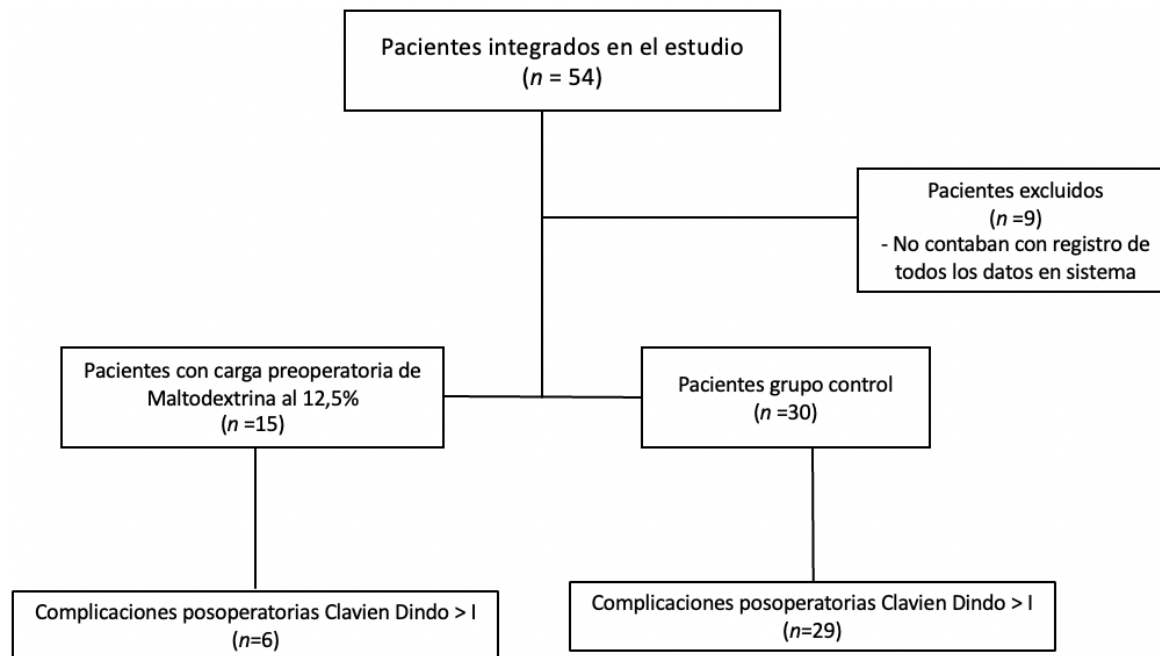 Pacientes integrados en el estudio
(n = 54)
Pacientes excluidos
(n =9)
- No contaban con registro de
todos los datos en sistema
Pacientes con carga preoperatoria de
Maltodextrina al 12,5%
(n =15)
Pacientes grupo control
(n =30)
Complicaciones posoperatorias Clavien Dindo > I
(n=6)
Complicaciones posoperatorias Clavien Dindo > I
(n=29)